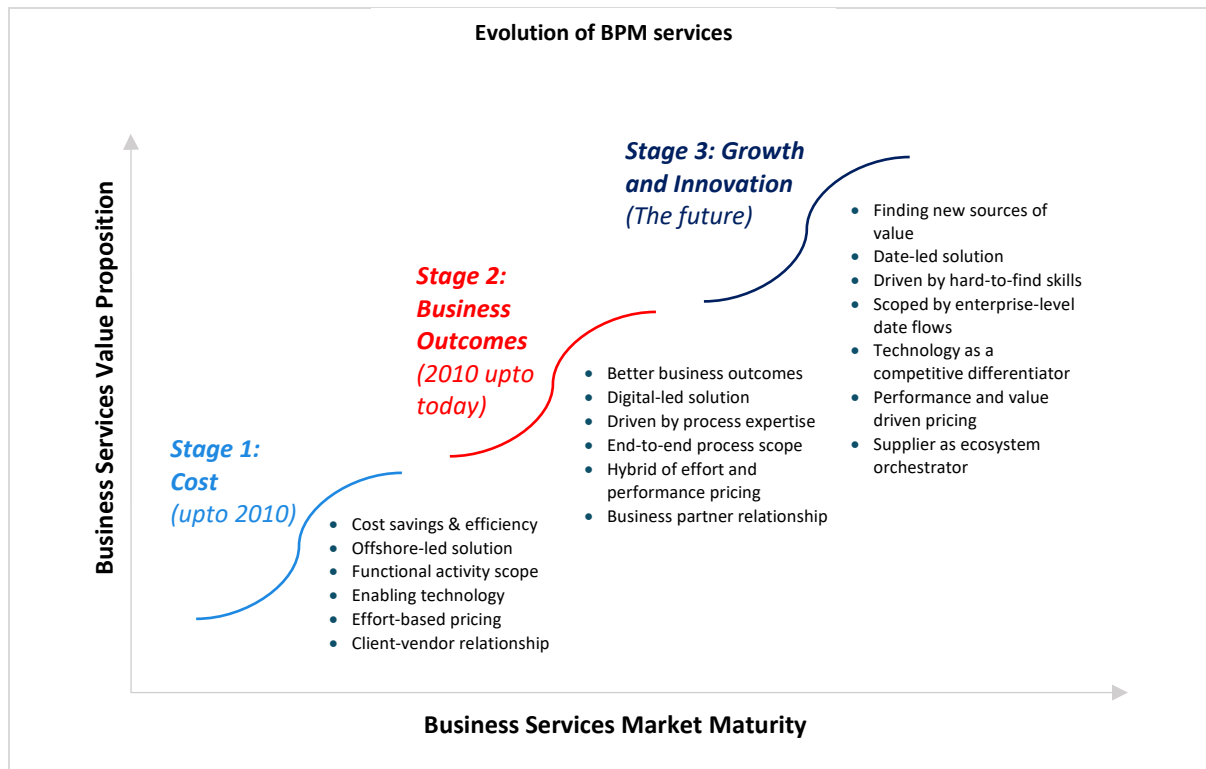 Evolution of BPM services
Business Services Value Proposition
Stage 1:
Cost
(upto 2010)
• Cost savings & efficiency
• Offshore-led solution
• Functional activity scope
• Enabling technology
• Effort-based pricing
• Client-vendor relationship
Stage 2:
Business
Outcomes
(2010 upto
today)
• Better business outcomes
• Digital-led solution
• Driven by process expertise
• End-to-end process scope
• Hybrid of effort and
performance pricing
• Business partner relationship
Stage 3: Growth
and Innovation
(The future)
• Finding new sources of
value
• Date-led solution
• Driven by hard-to-find skills
• Scoped by enterprise-level
date flows
• Technology as a
competitive differentiator
• Performance and value
driven pricing
• Supplier as ecosystem
orchestrator
Business Services Market Maturity